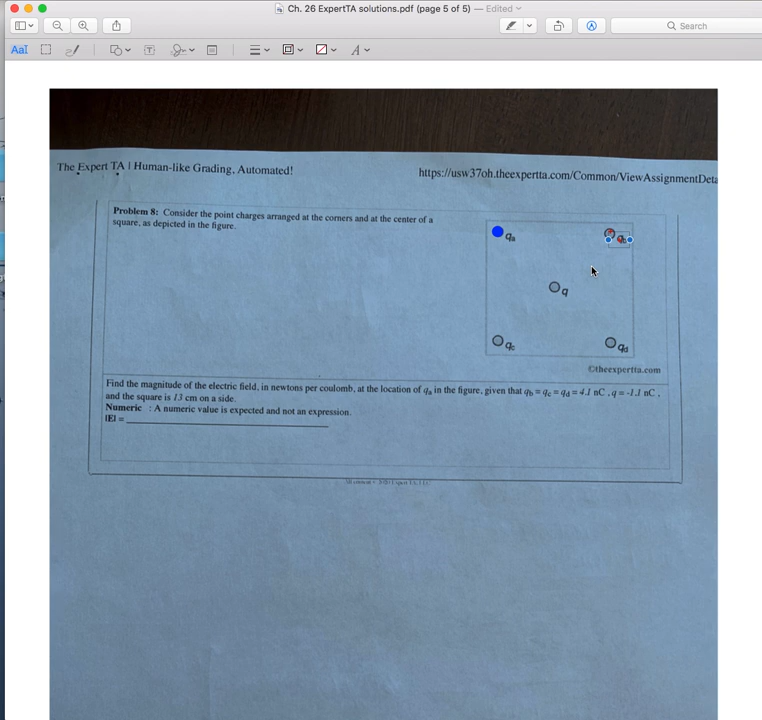 Ch. 26 ExpertTA solutions.pdf (page 5 of 5) — Edited
AaI
T
A
Search
The Expert TA | Human-like Grading, Automated!
https://usw37oh.theexpertta.com/Common/ViewAssignmentDeta
Problem 8: Consider the point charges arranged at the corners and at the center of a
square, as depicted in the figure.
qa
q
qc
qd
©theexpertta.com
Find the magnitude of the electric field, in newtons per coulomb, at the location of qa in the figure, given that qb = qc = qd = 4.1 nC , q = -1.1 nC ,
and the square is 13 cm on a side.
Numeric : A numeric value is expected and not an expression.
|E| =